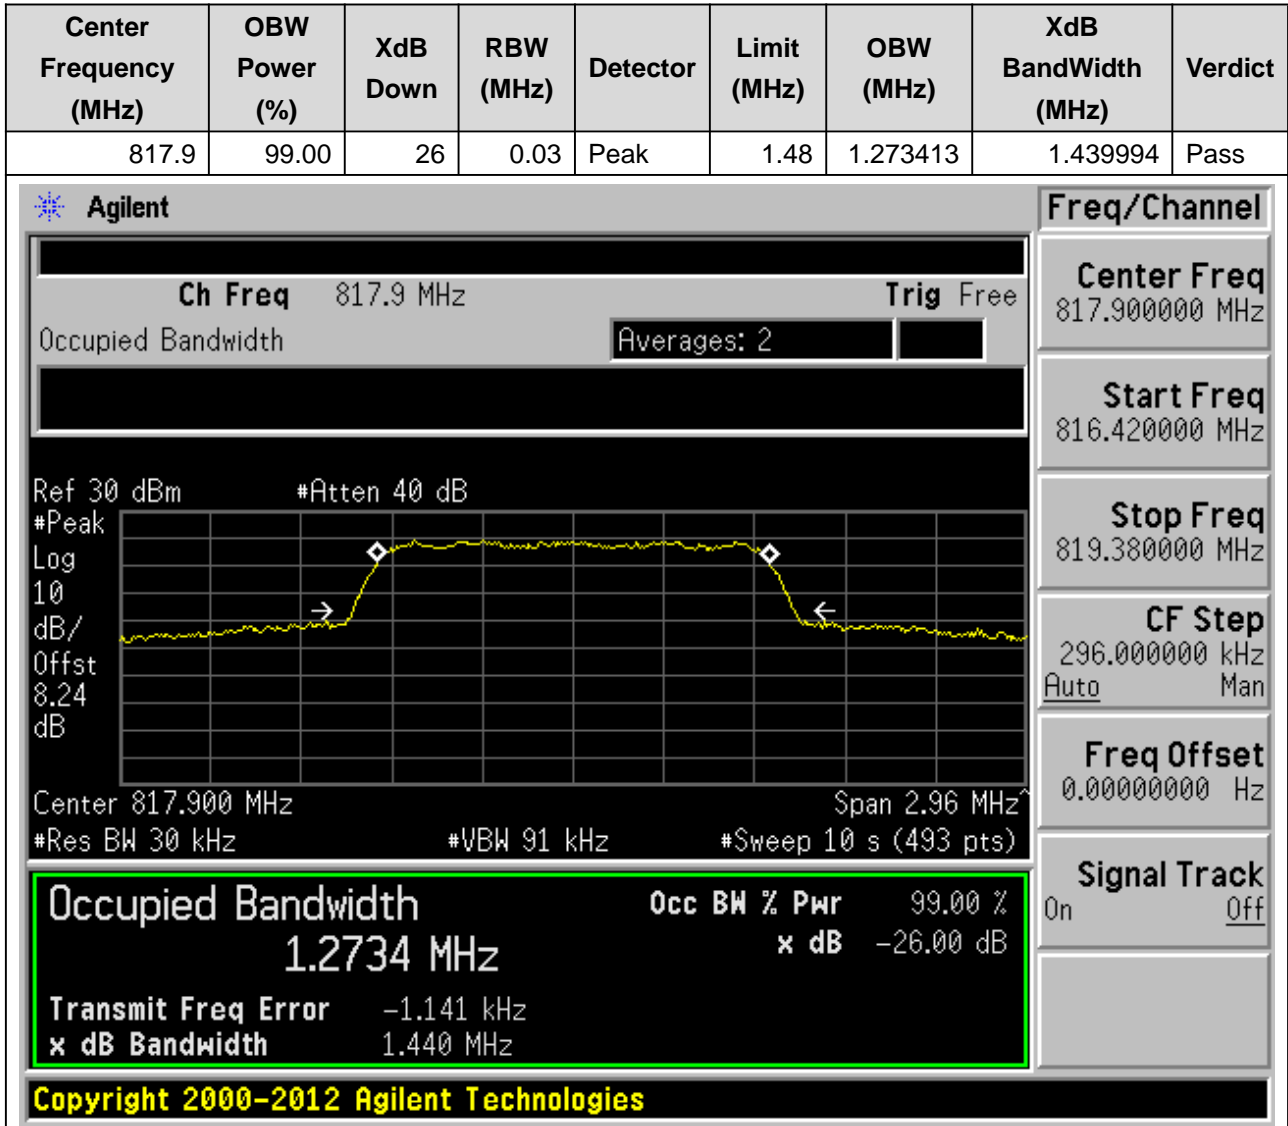 Center Frequency (MHz) OBW Power (%) XdB Down RBW (MHz) Detector Limit (MHz) OBW (MHz) XdB BandWidth (MHz) Verdict
817.9 99.00 26 0.03 Peak 1.48 1.273413 1.439994 Pass
Agilent
Freq/Channel
Ch Freq 817.9 MHz Trig Free
Occupied Bandwidth Averages: 2
Center Freq
817.900000 MHz
Start Freq
816.420000 MHz
Stop Freq
819.380000 MHz
CF Step
296.000000 kHz
Auto Man
Freq Offset
0.00000000 Hz
Signal Track
On Off
Ref 30 dBm #Atten 40 dB
#Peak
Log
10
dB/
Offst
8.24
dB
Center 817.900 MHz Span 2.96 MHz^
#Res BW 30 kHz #VBW 91 kHz #Sweep 10 s (493 pts)
Occupied Bandwidth
1.2734 MHz
Occ BW % Pwr 99.00 %
x dB -26.00 dB
Transmit Freq Error -1.141 kHz
x dB Bandwidth 1.440 MHz
Copyright 2000-2012 Agilent Technologies